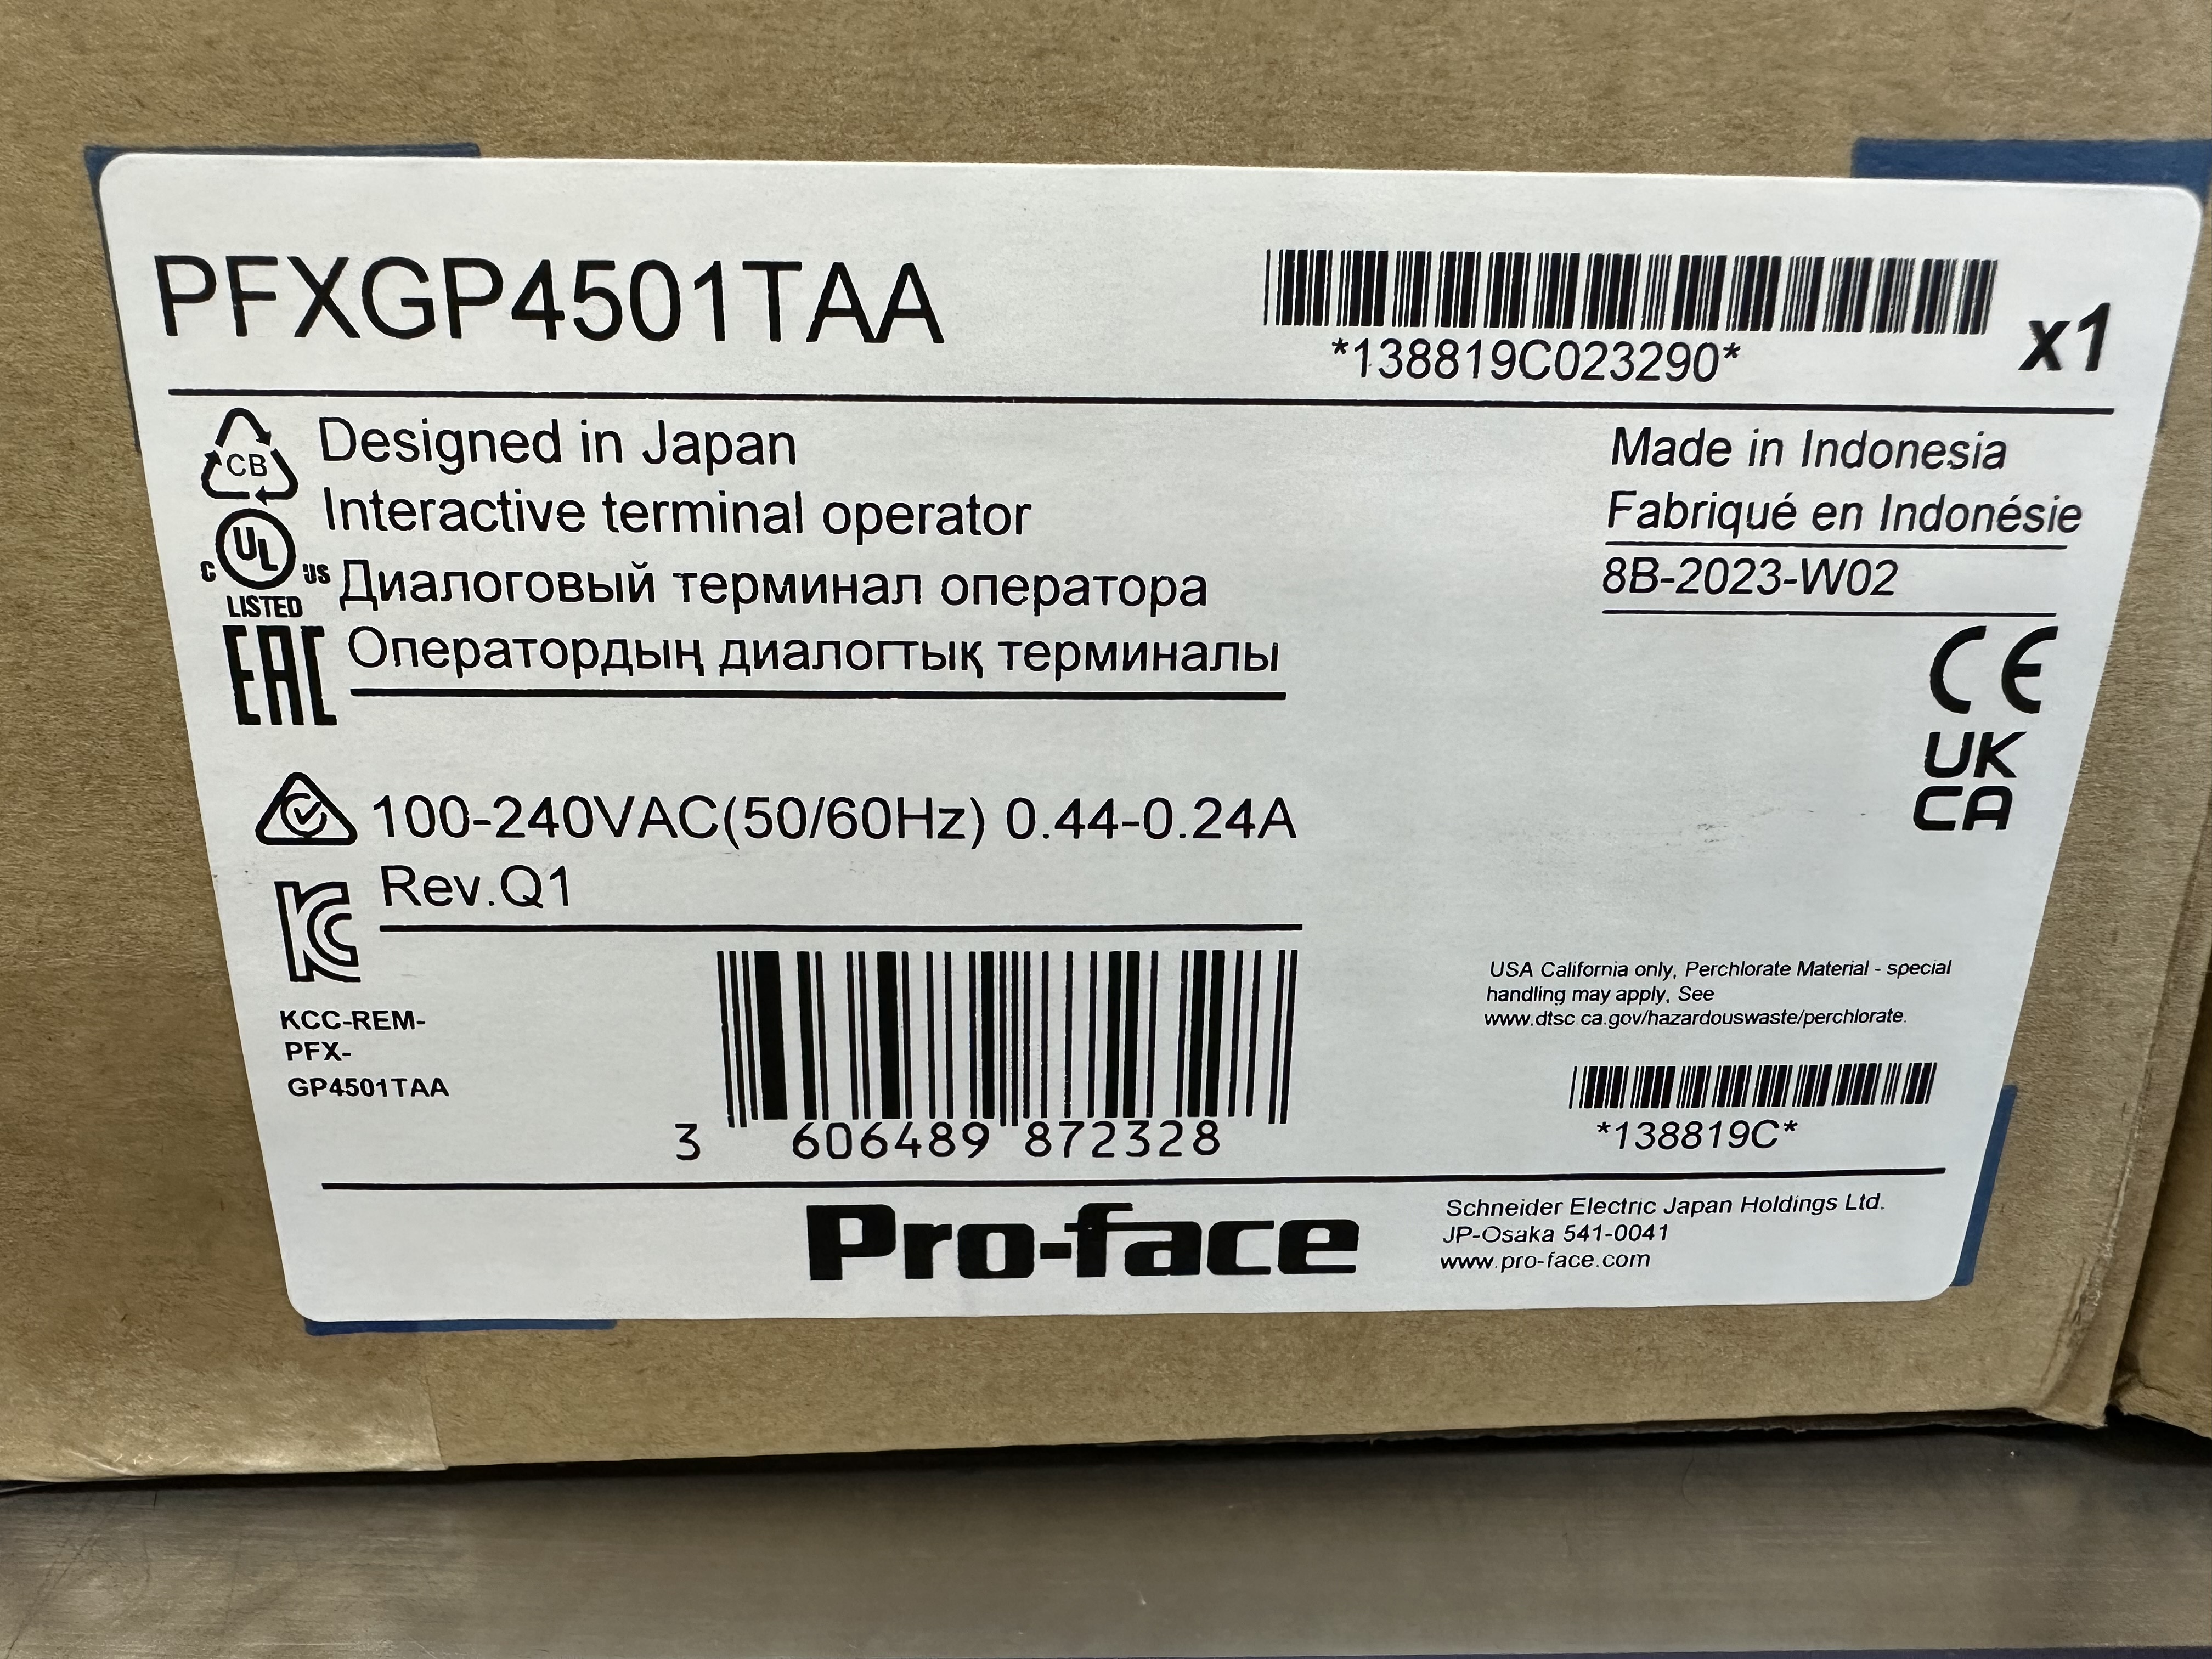 PFXGP4501TAA
*138819C023290*
x1
CB
Designed in Japan
Interactive terminal operator
Диалоговый терминал оператора
Оператордың диалогтық терминалы
C UL US
LISTED
EAC
Made in Indonesia
Fabriqué en Indonésie
8B-2023-W02
CE
UK
CA
100-240VAC(50/60Hz) 0.44-0.24A
Rev.Q1
KCC-REM-
PFX-
GP4501TAA
3 606489 872328
USA California only, Perchlorate Material - special
handling may apply, See
www.dtsc.ca.gov/hazardouswaste/perchlorate.
*138819C*
Pro-face
Schneider Electric Japan Holdings Ltd.
JP-Osaka 541-0041
www.pro-face.com